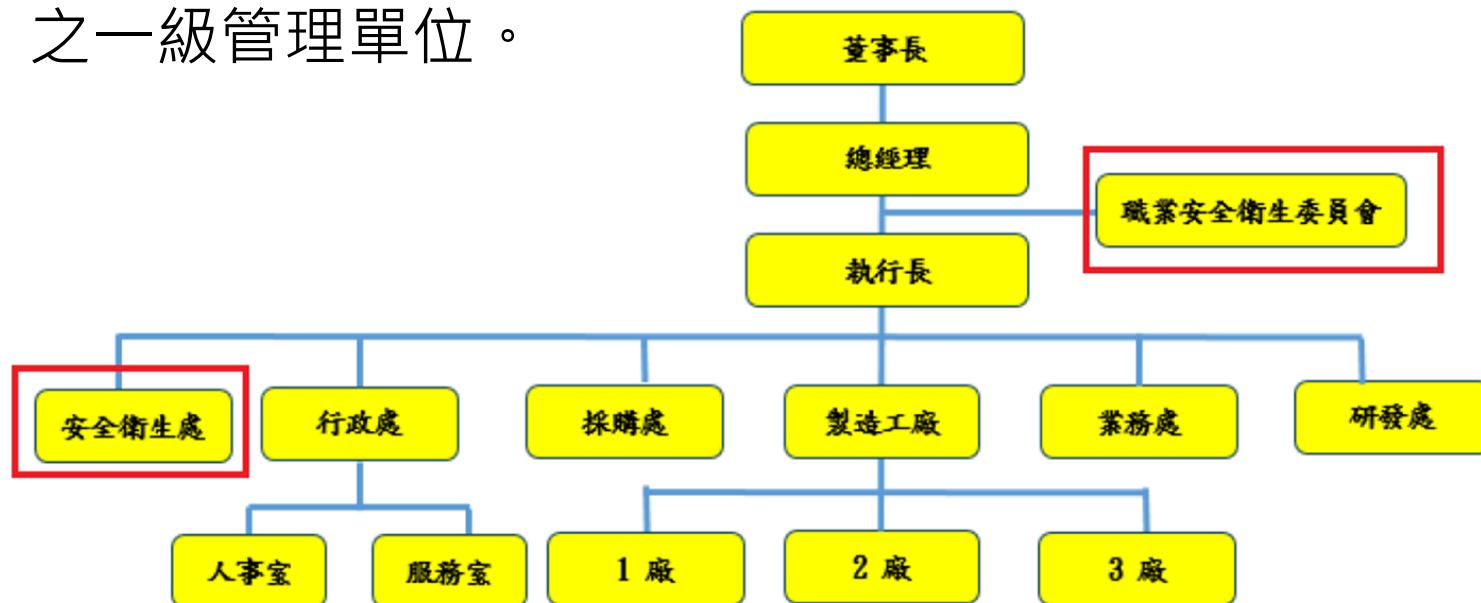 之一級管理單位。
董事長
總經理
職業安全衛生委員會
執行長
安全衛生處
行政處
採購處
製造工廠
業務處
研發處
人事室
服務室
1 廠
2 廠
3 廠